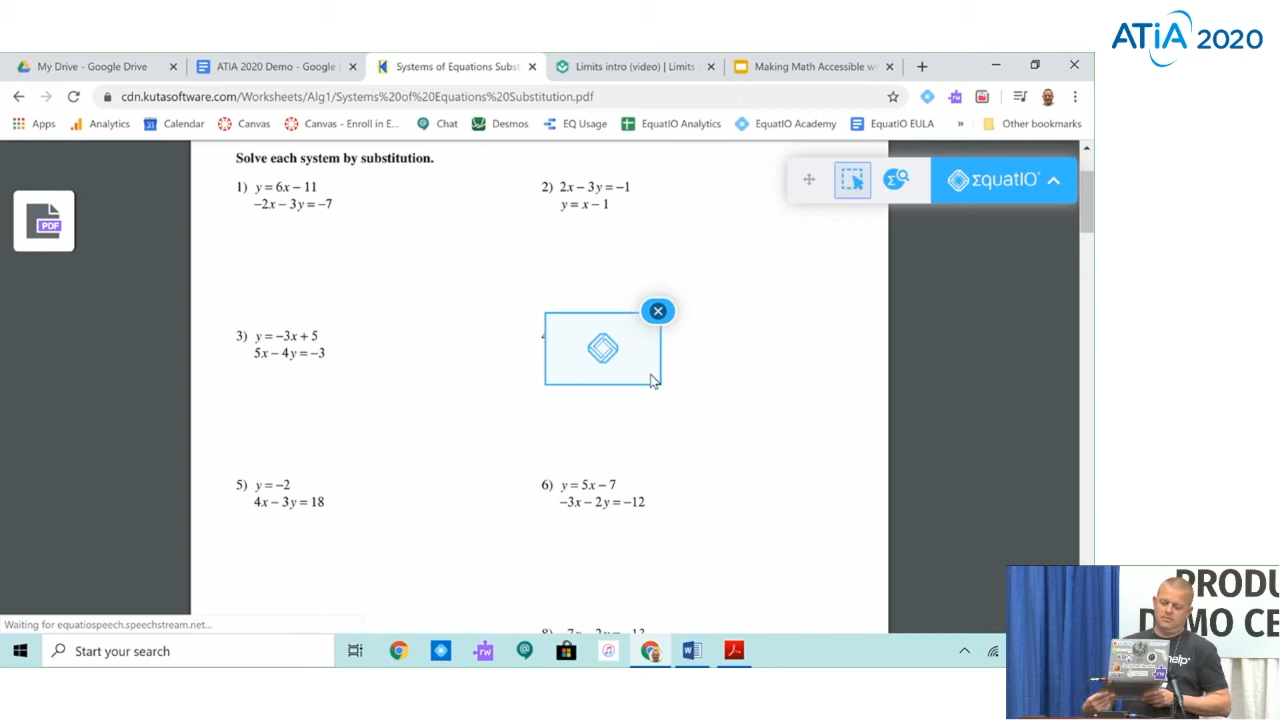 ATiA 2020
My Drive - Google Drive
ATIA 2020 Demo - Google
Systems of Equations Subst
Limits intro (video) | Limits
Making Math Accessible w
cdn.kutasoftware.com/Worksheets/Alg1/Systems%20of%20Equations%20Substitution.pdf
Apps Analytics Calendar Canvas Canvas - Enroll in E... Chat Desmos EQ Usage EquatIO Analytics EquatIO Academy EquatIO EULA » Other bookmarks
Solve each system by substitution.
PDF
ΣquatIO
1) y = 6x − 11
−2x − 3y = −7
2) 2x − 3y = −1
y = x − 1
3) y = −3x + 5
5x − 4y = −3
5) y = −2
4x − 3y = 18
6) y = 5x − 7
−3x − 2y = −12
Waiting for equatiospeech.speechstream.net...
Start your search
rw
PRODU
MO CE
help